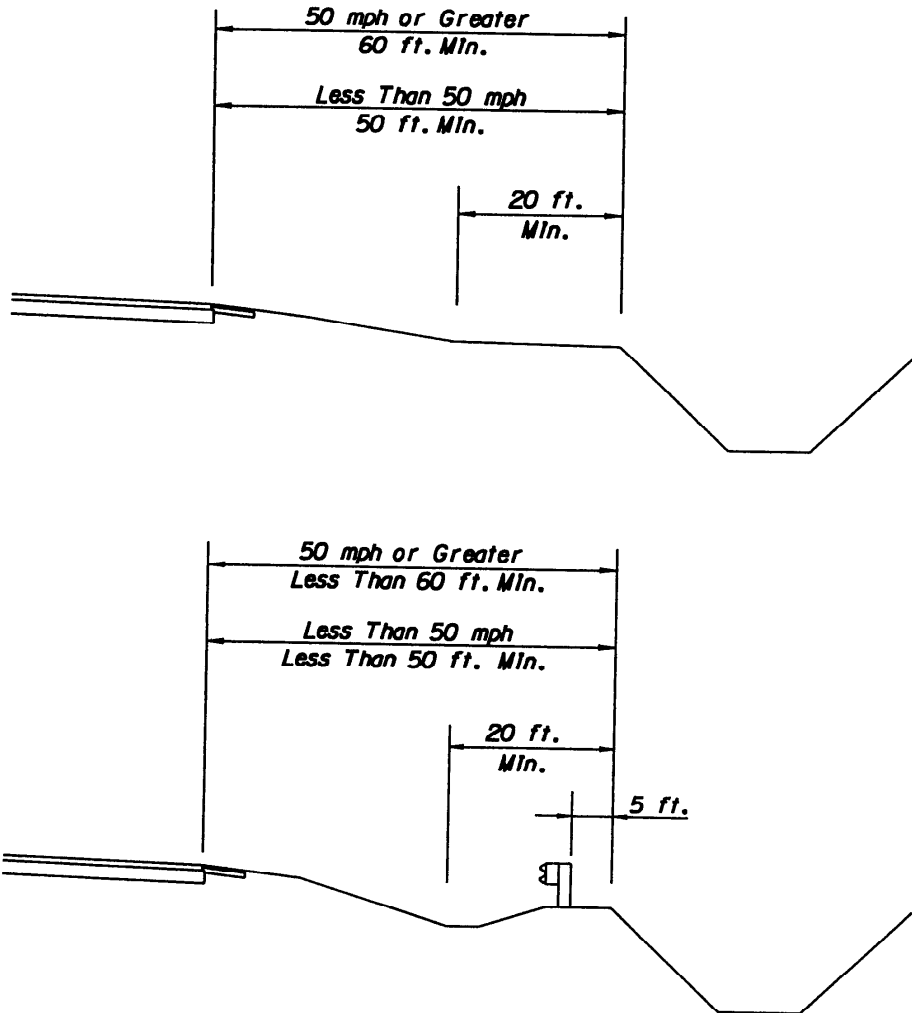 50 mph or Greater
60 ft. Min.
Less Than 50 mph
50 ft. Min.
20 ft.
Min.
50 mph or Greater
Less Than 60 ft. Min.
Less Than 50 mph
Less Than 50 ft. Min.
20 ft.
Min.
5 ft.